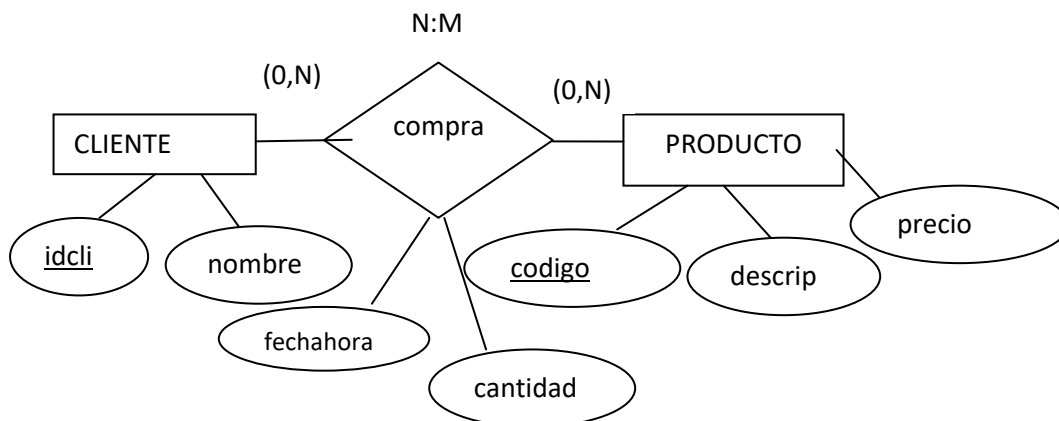 N:M
(0,N)
(0,N)
CLIENTE
compra
PRODUCTO
idcli
nombre
codigo
descrip
precio
fechahora
cantidad